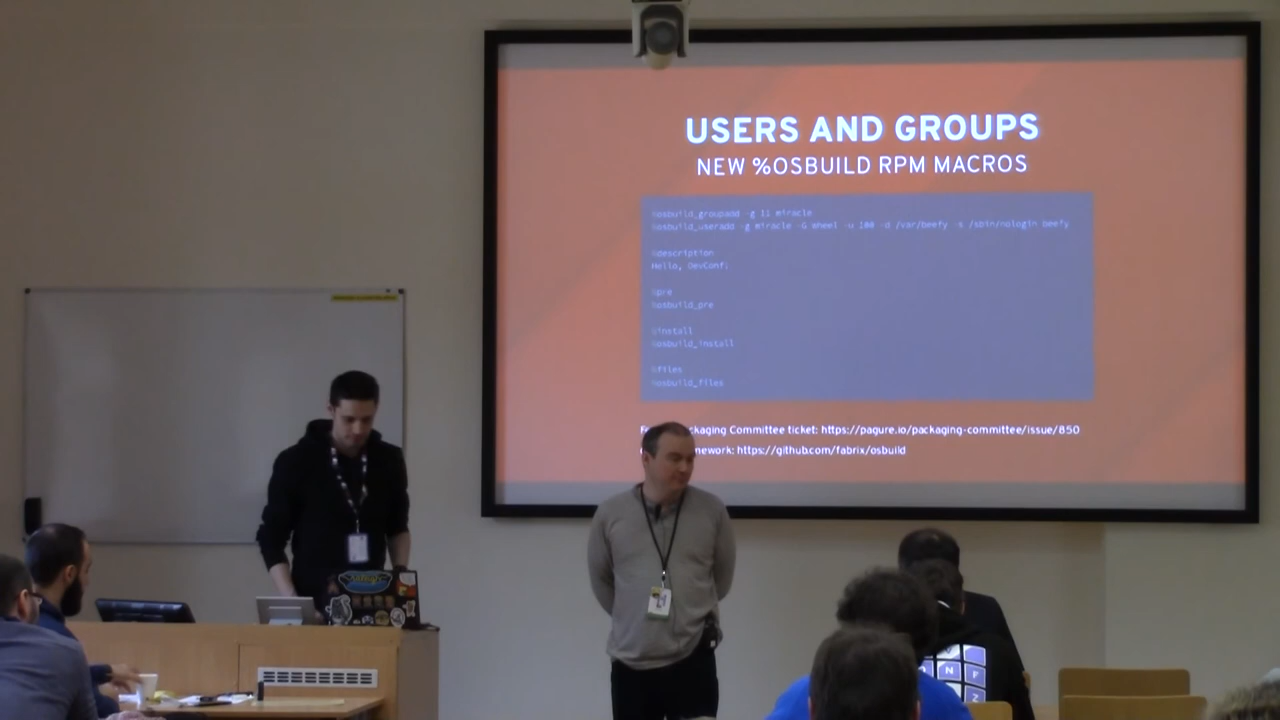 USERS AND GROUPS
NEW %OSBUILD RPM MACROS
%osbuild_groupadd -g 11 miracle
%osbuild_useradd -g miracle -G wheel -u 100 -d /var/beefy -s /sbin/nologin beefy
%description
Hello, DevConf!
%pre
%osbuild_pre
%install
%osbuild_install
%files
%osbuild_files
ckaging Committee ticket: https://pagure.io/packaging-committee/issue/850
ework: https://github.com/fabrix/osbuild
N F
Z